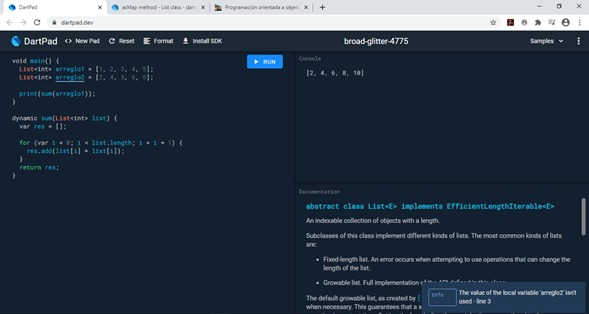 DartPad
asMap method - List class - dart
Programación orientada a objeto
dartpad.dev
DartPad
New Pad
Reset
Format
Install SDK
broad-glitter-4775
Samples
void main() {
List<int> arreglo1 = [1, 2, 3, 4, 5];
List<int> arreglo2 = [2, 4, 5, 6, 5];
print(sum(arreglo1));
}
dynamic sum(List<int> list) {
var res = [];
for (var i = 0; i < list.length; i = i + 1) {
res.add(list[i] + list[i]);
}
return res;
}
RUN
Console
[2, 4, 6, 8, 10]
Documentation
abstract class List<E> implements EfficientLengthIterable<E>
An indexable collection of objects with a length.
Subclasses of this class implement different kinds of lists. The most common kinds of lists
are:
• Fixed-length list. An error occurs when attempting to use operations that can change
the length of the list.
• Growable list. Full implementation of the API defined in this class.
The default growable list, as created by [
when necessary. This guarantees that a s
info
The value of the local variable 'arreglo2' isn't
used - line 3